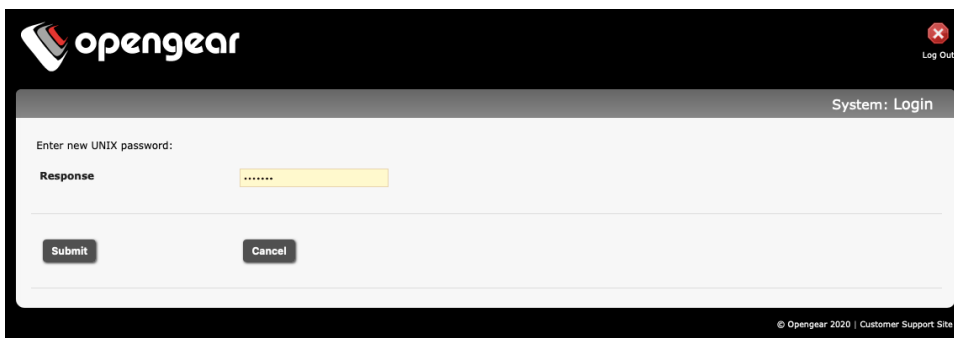 opengear
Log Out
System: Login
Enter new UNIX password:
Response
•••••••
Submit
Cancel
© Opengear 2020 | Customer Support Site